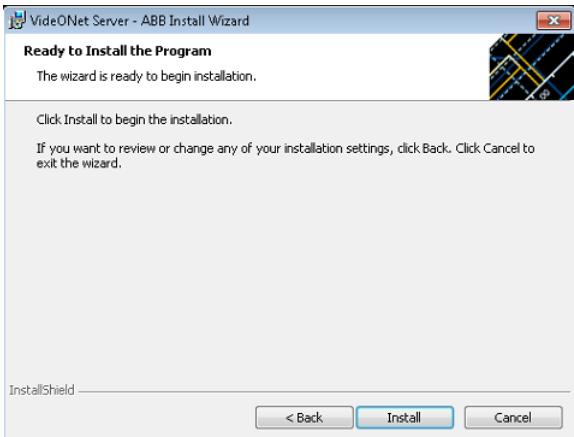 VideONet Server - ABB Install Wizard
Ready to Install the Program
The wizard is ready to begin installation.
Click Install to begin the installation.
If you want to review or change any of your installation settings, click Back. Click Cancel to
exit the wizard.
InstallShield
< Back Install Cancel